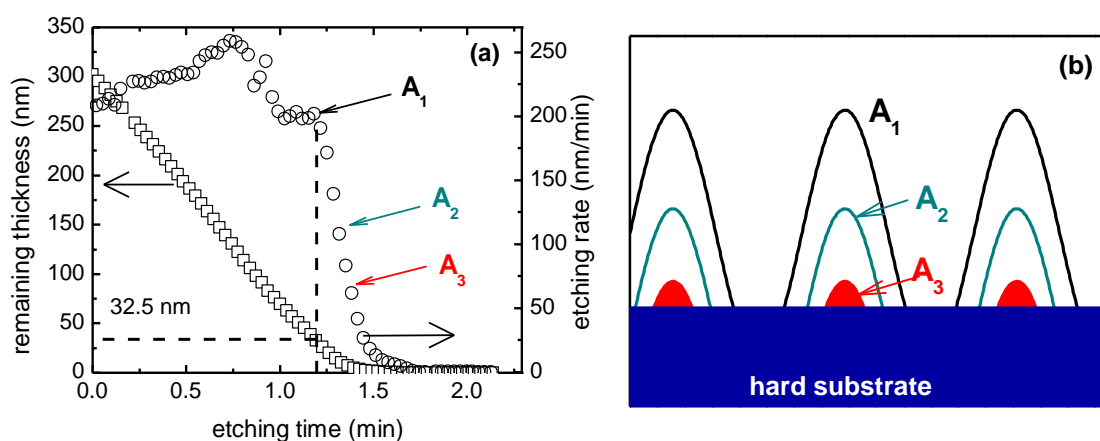 (a)
350
300
250
200
150
100
50
0
remaining thickness (nm)
0.0
0.5
1.0
1.5
2.0
etching time (min)
250
200
150
100
50
0
etching rate (nm/min)
A₁
A₂
A₃
32.5 nm
(b)
A₁
A₂
A₃
hard substrate